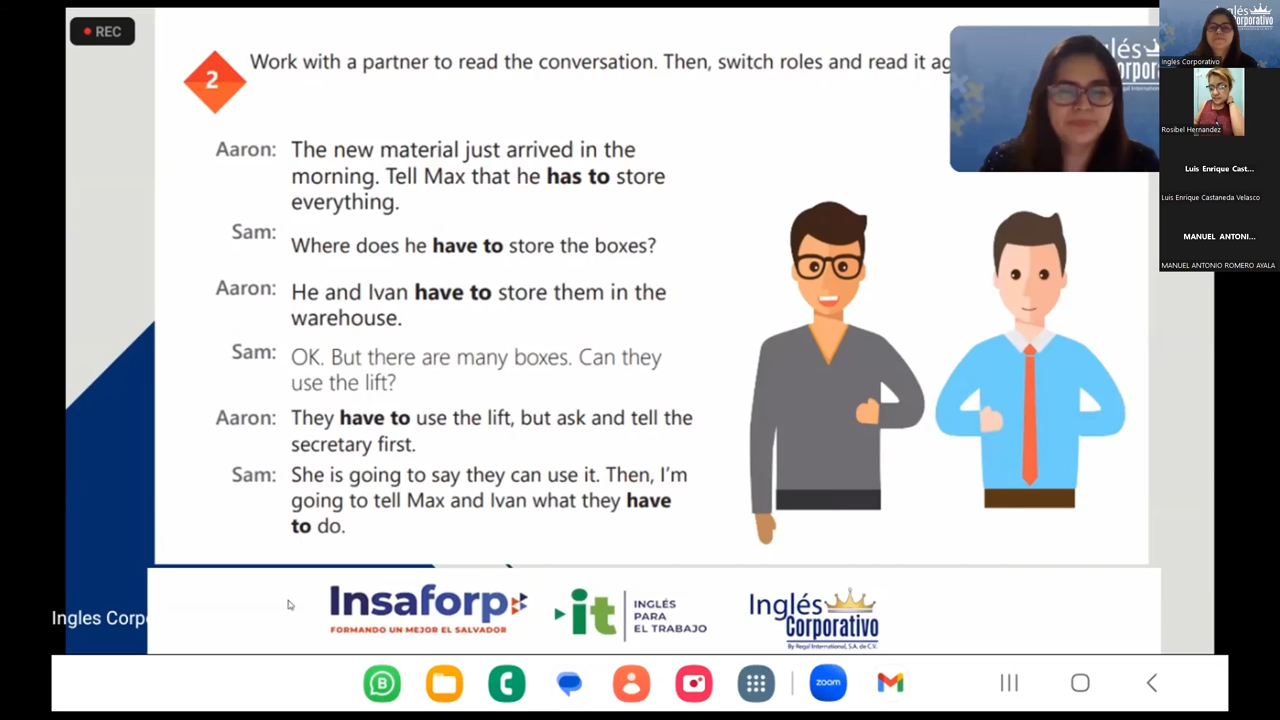 REC
2
Work with a partner to read the conversation. Then, switch roles and read it ag
Aaron: The new material just arrived in the
morning. Tell Max that he has to store
everything.
Sam: Where does he have to store the boxes?
Aaron: He and Ivan have to store them in the
warehouse.
Sam: OK. But there are many boxes. Can they
use the lift?
Aaron: They have to use the lift, but ask and tell the
secretary first.
Sam: She is going to say they can use it. Then, I'm
going to tell Max and Ivan what they have
to do.
Ingles Corpo
Insaforp
FORMANDO UN MEJOR EL SALVADOR
it
INGLÉS
PARA
EL TRABAJO
Inglés
Corporativo
By Regal International, S.A. de C.V.
zoom
Inglés
Corporativo
Ingles Corporativo
Rosibel Hernandez
Luis Enrique Cast...
Luis Enrique Castaneda Velasco
MANUEL ANTONI...
MANUEL ANTONIO ROMERO AYALA